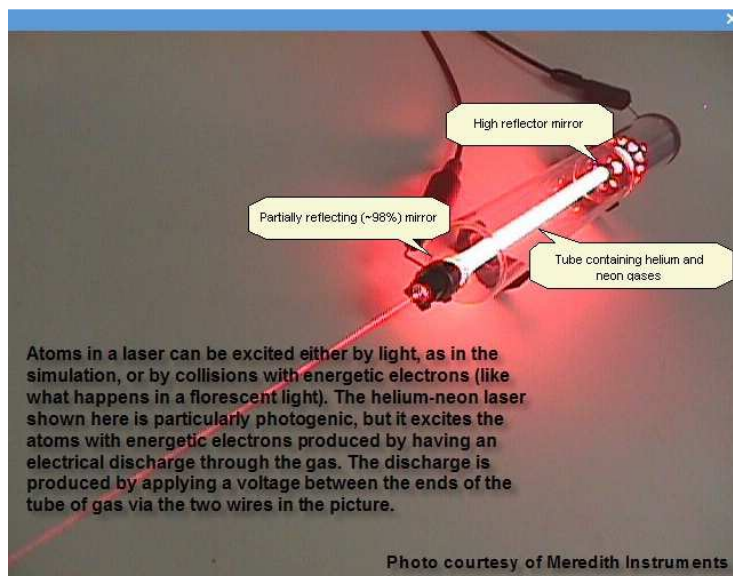 High reflector mirror
Partially reflecting (~98%) mirror
Tube containing helium and
neon gases
Atoms in a laser can be excited either by light, as in the
simulation, or by collisions with energetic electrons (like
what happens in a florescent light). The helium-neon laser
shown here is particularly photogenic, but it excites the
atoms with energetic electrons produced by having an
electrical discharge through the gas. The discharge is
produced by applying a voltage between the ends of the
tube of gas via the two wires in the picture.
Photo courtesy of Meredith Instruments